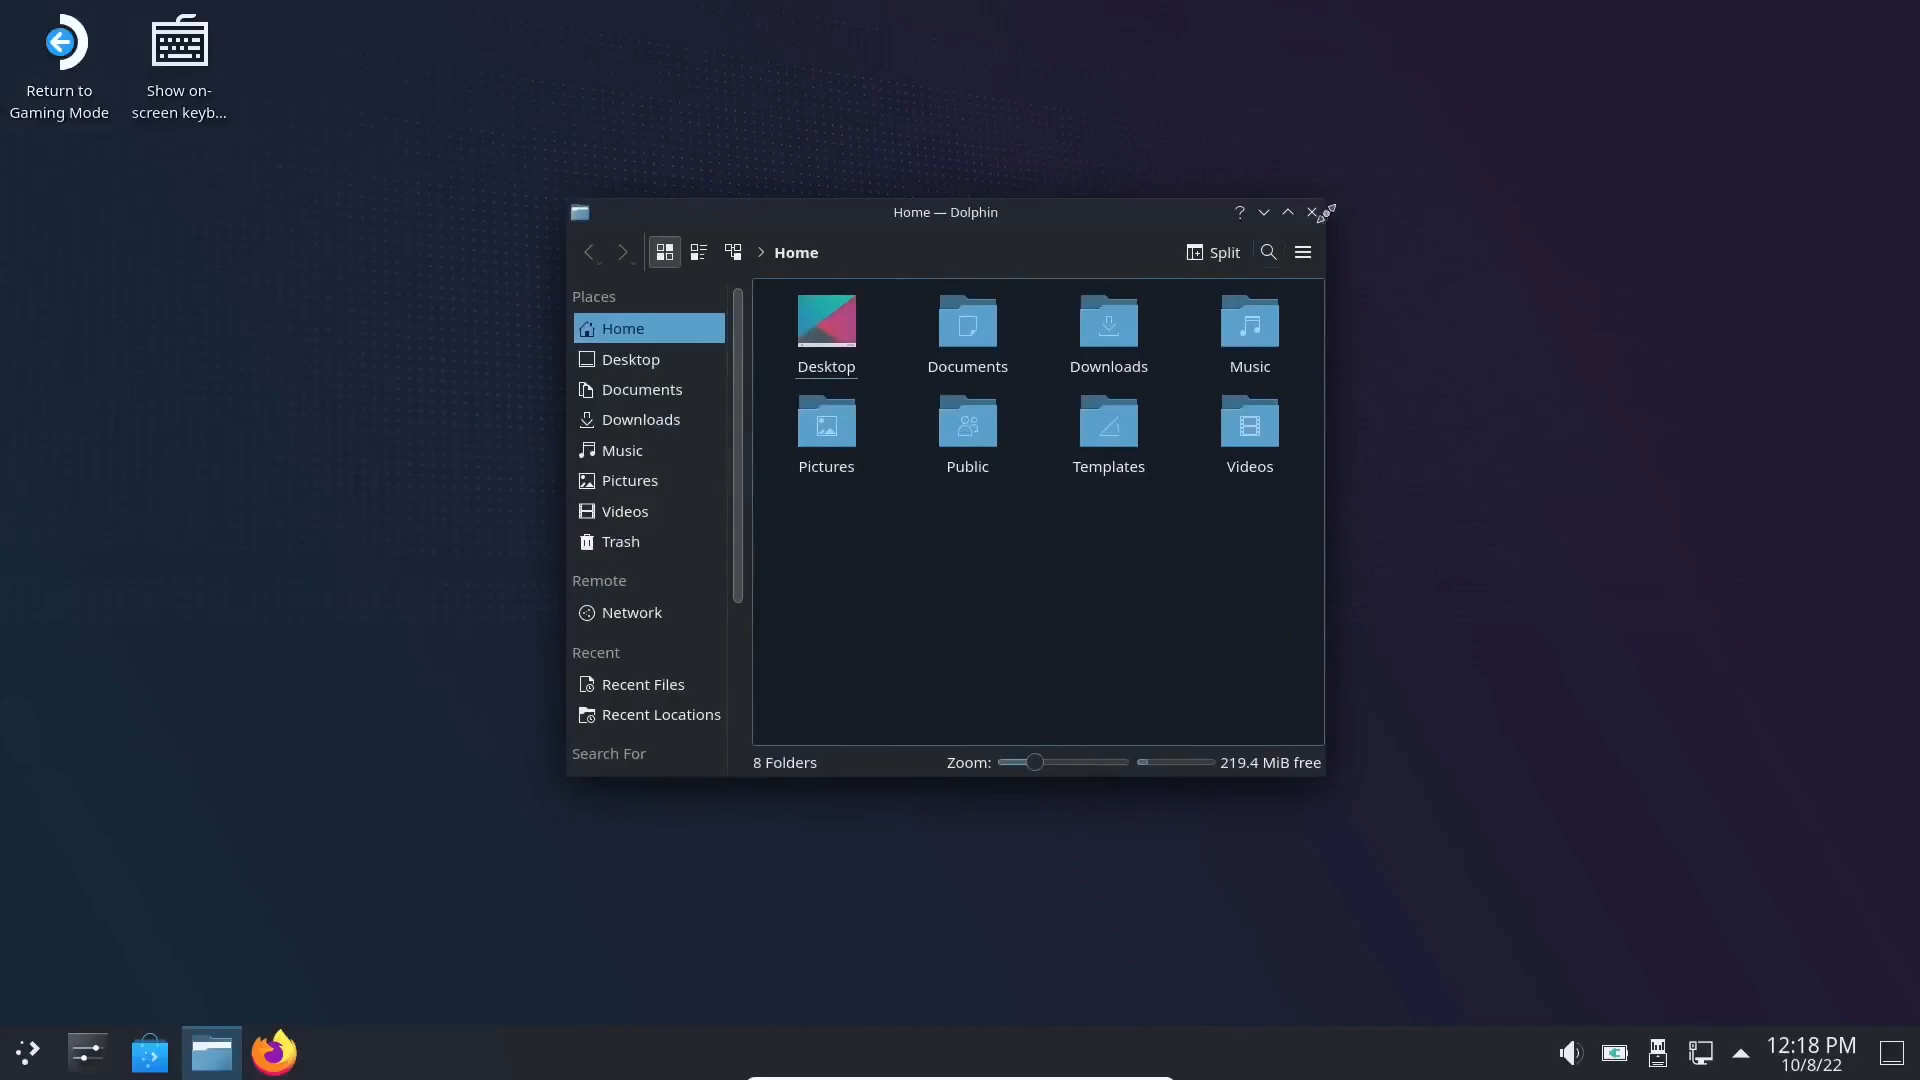 Return to
Gaming Mode
Show on-
screen keyb...
Home — Dolphin
Home
Split
Places
Home
Desktop
Documents
Downloads
Music
Pictures
Videos
Trash
Remote
Network
Recent
Recent Files
Recent Locations
Search For
Desktop
Documents
Downloads
Music
Pictures
Public
Templates
Videos
8 Folders
Zoom:
219.4 MiB free
12:18 PM
10/8/22